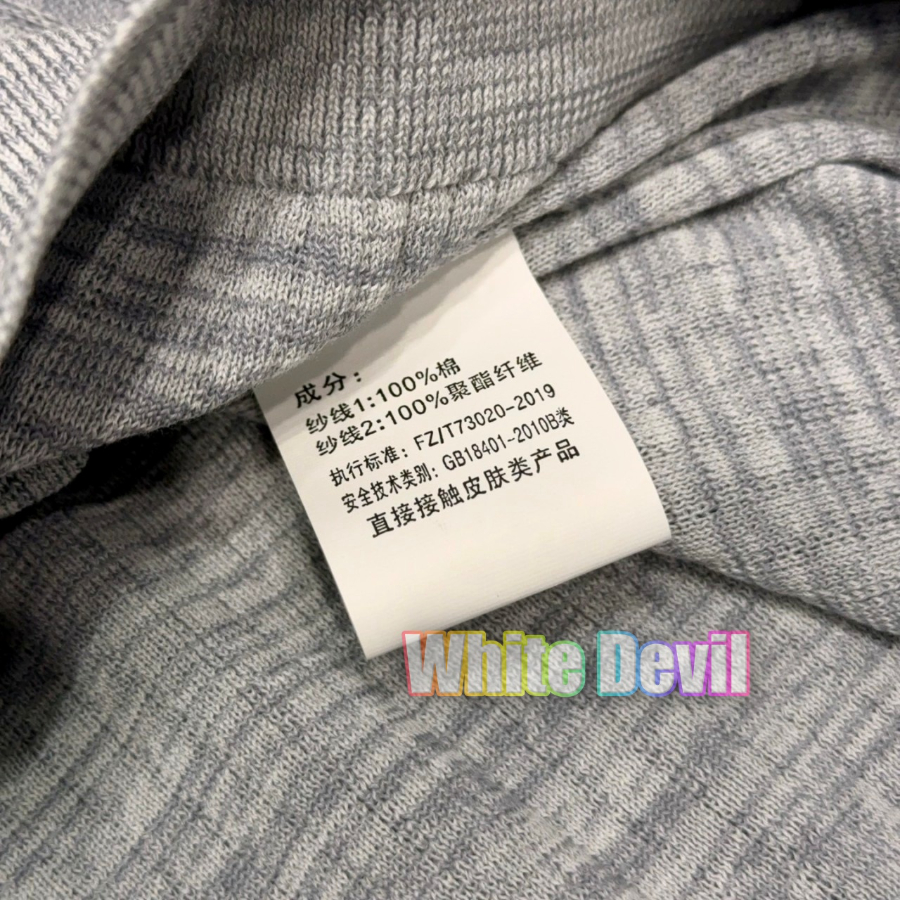 成分：
纱线1:100%棉
纱线2:100%聚酯纤维
执行标准：FZ/T73020-2019
安全技术类别：GB18401-2010B类
直接接触皮肤类产品
White Devil